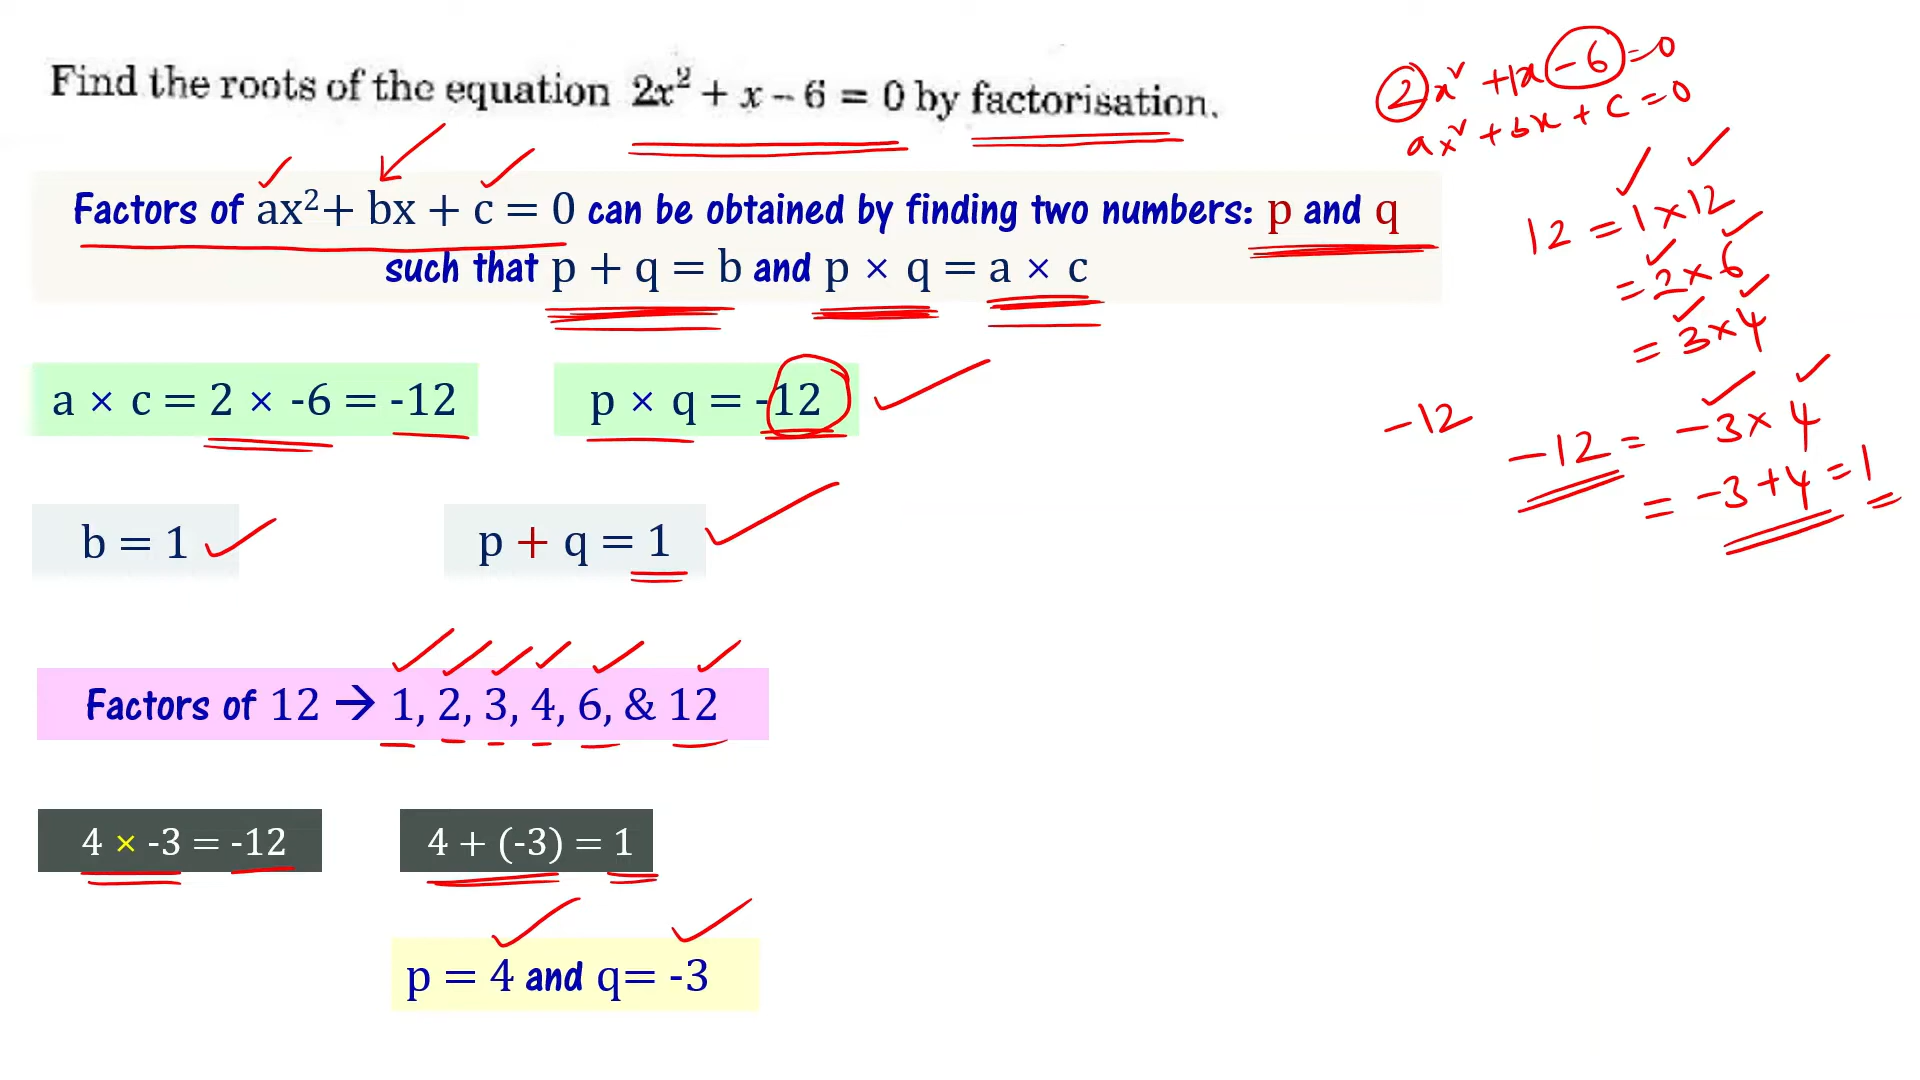 Find the roots of the equation 2x² + x – 6 = 0 by factorisation.
Factors of ax²+ bx + c = 0 can be obtained by finding two numbers: p and q
such that p + q = b and p × q = a × c
a × c = 2 × -6 = -12
p × q = -12
b = 1
p + q = 1
Factors of 12 → 1, 2, 3, 4, 6, & 12
4 × -3 = -12
4 + (-3) = 1
p = 4 and q= -3
2x² + 1x - 6 = 0
ax² + bx + c = 0
12 = 1 × 12
= 2 × 6
= 3 × 4
-12
-12 = -3 × 4
= -3 + 4 = 1